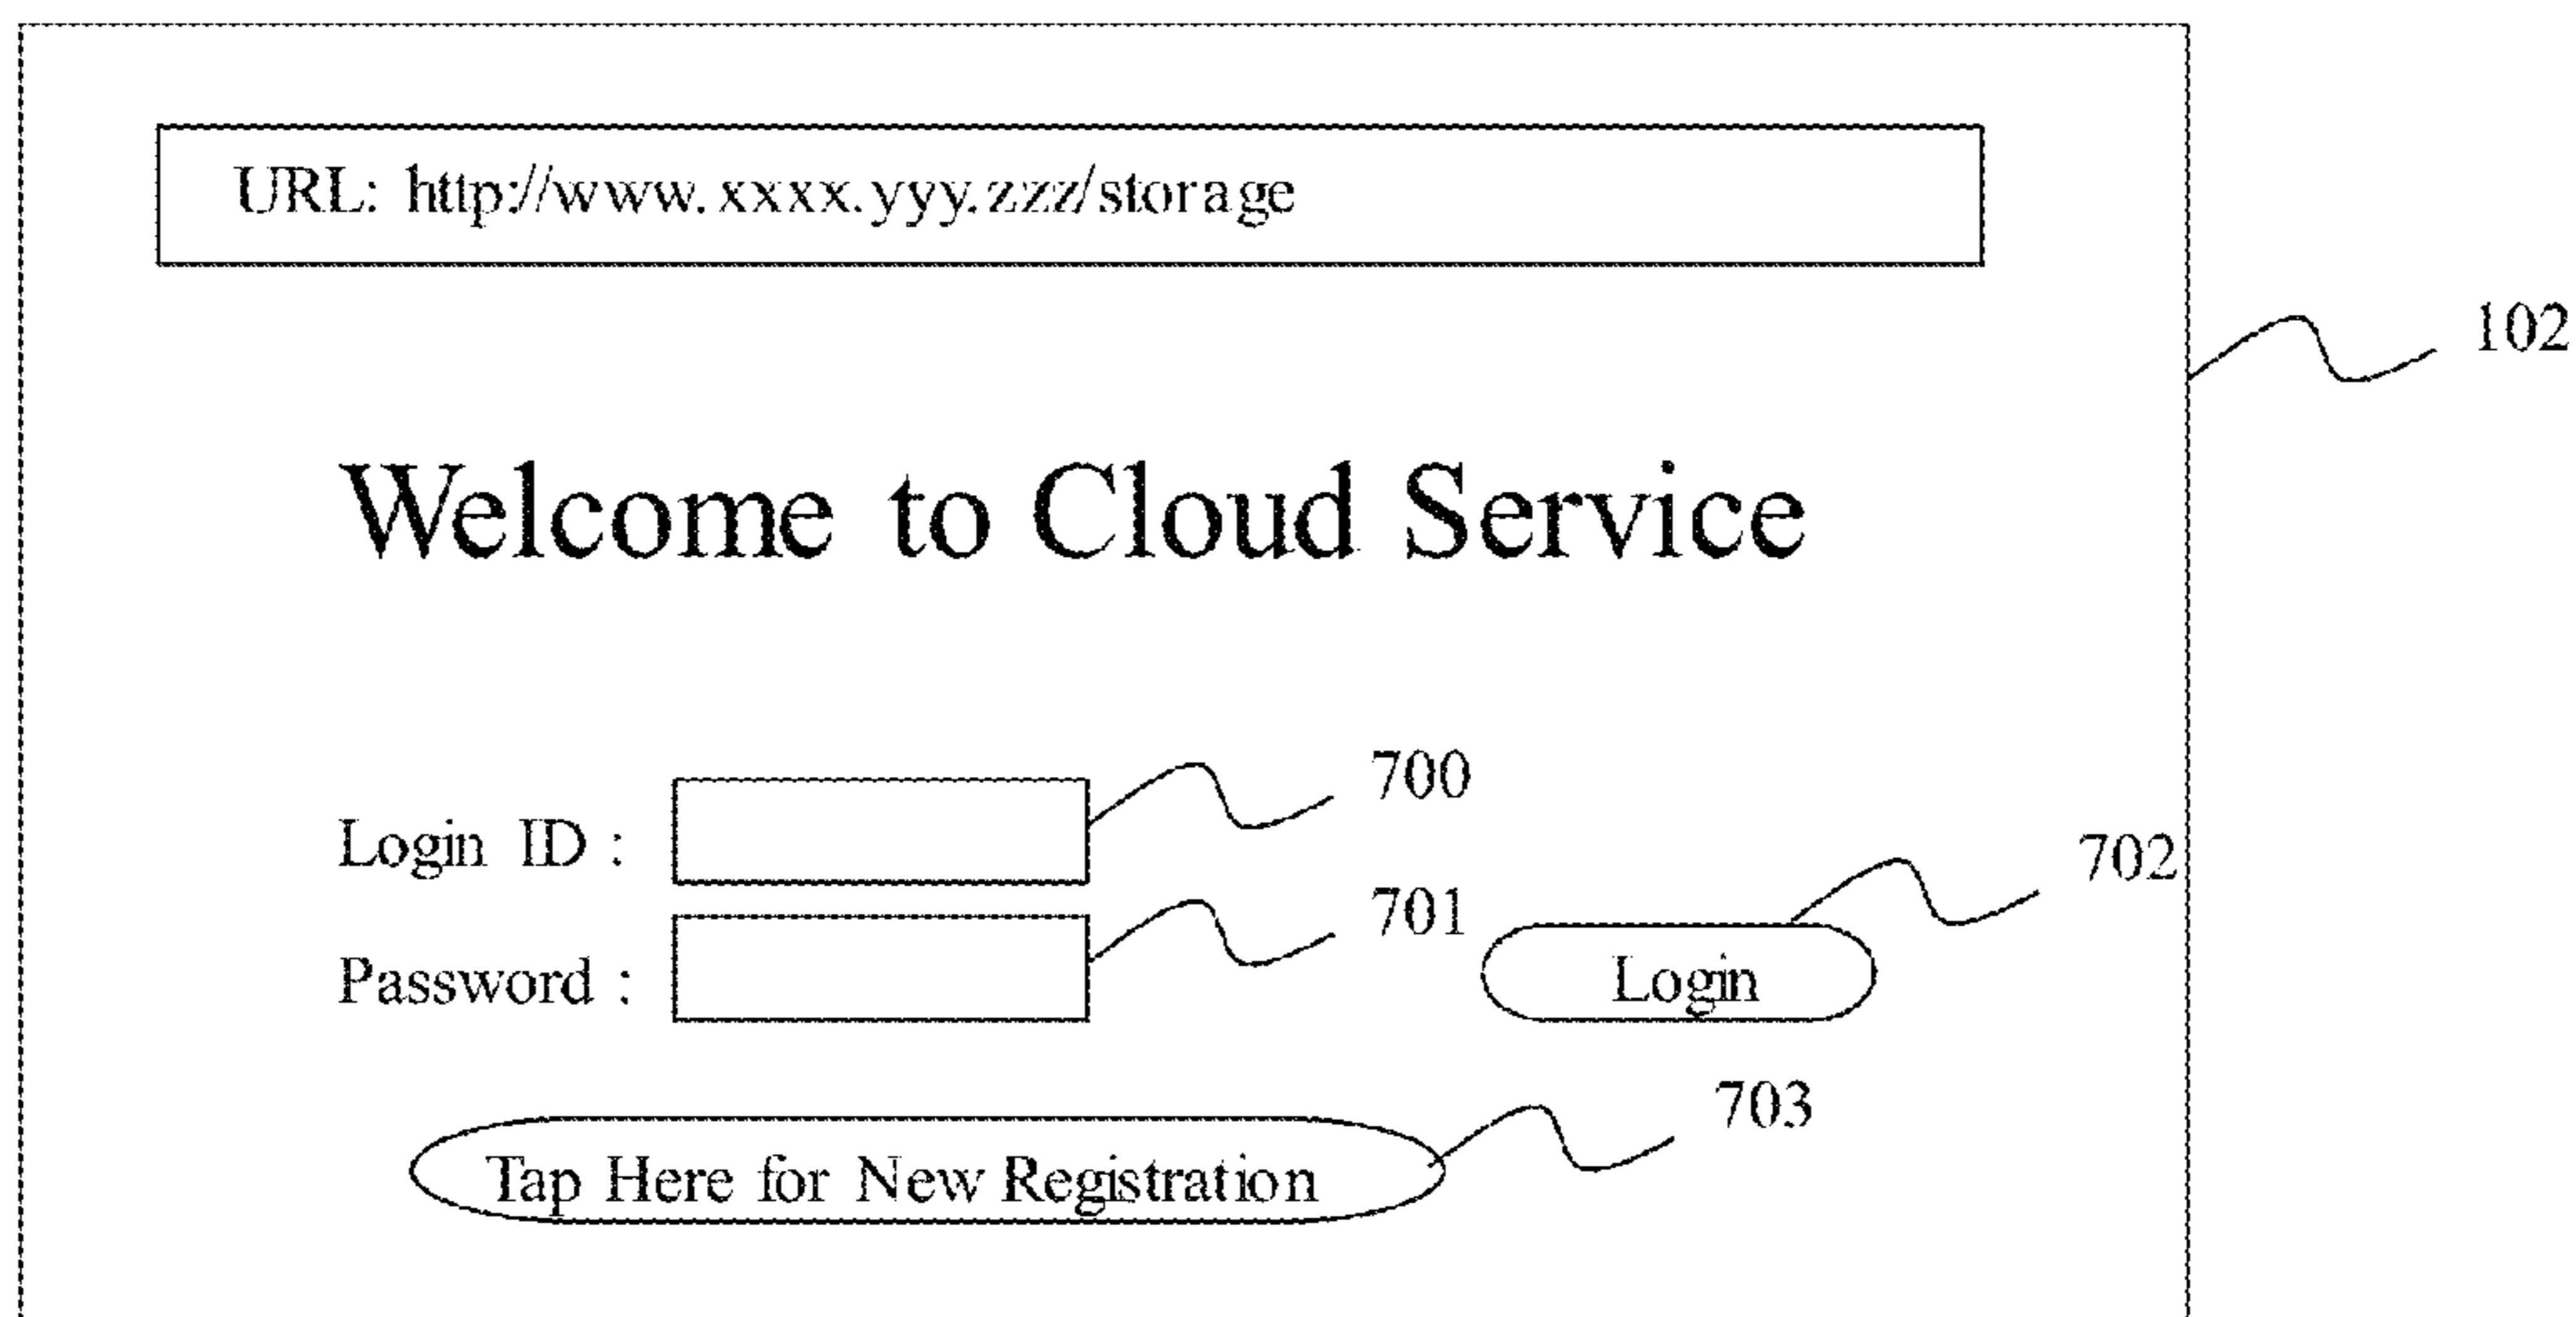 URL: http://www.xxxx.yyy.zzz/storage
102
Welcome to Cloud Service
700
Login ID :
702
701
Password :
Login
703
Tap Here for New Registration